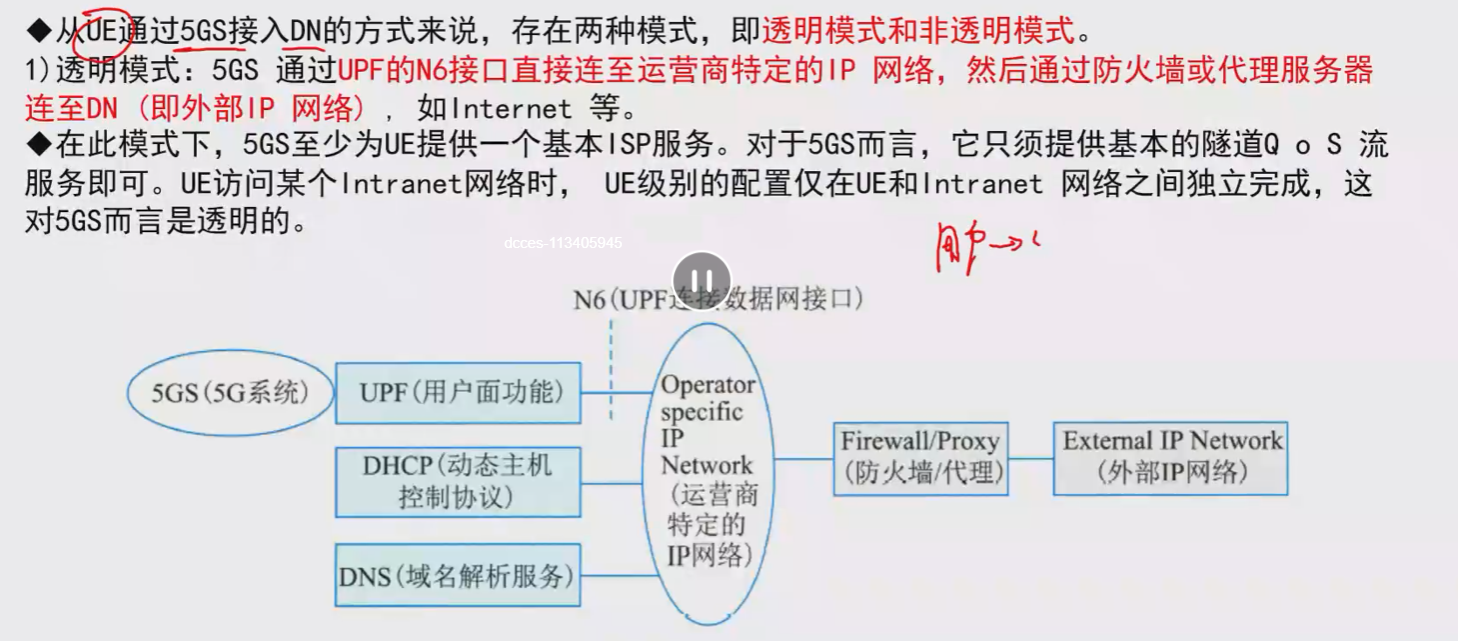 ◆从UE通过5GS接入DN的方式来说，存在两种模式，即透明模式和非透明模式。
1)透明模式：5GS 通过UPF的N6接口直接连至运营商特定的IP 网络，然后通过防火墙或代理服务器
连至DN (即外部IP 网络) ，如Internet 等。
◆在此模式下，5GS至少为UE提供一个基本ISP服务。对于5GS而言，它只须提供基本的隧道Q o S 流
服务即可。UE访问某个Intranet网络时， UE级别的配置仅在UE和Intranet 网络之间独立完成，这
对5GS而言是透明的。
dcces-113405945
用户→
N6(UPF连接数据网接口)
5GS(5G系统)
UPF(用户面功能)
DHCP(动态主机
控制协议)
DNS(域名解析服务)
Operator
specific
IP
Network
(运营商
特定的
IP网络)
Firewall/Proxy
(防火墙/代理)
External IP Network
(外部IP网络)